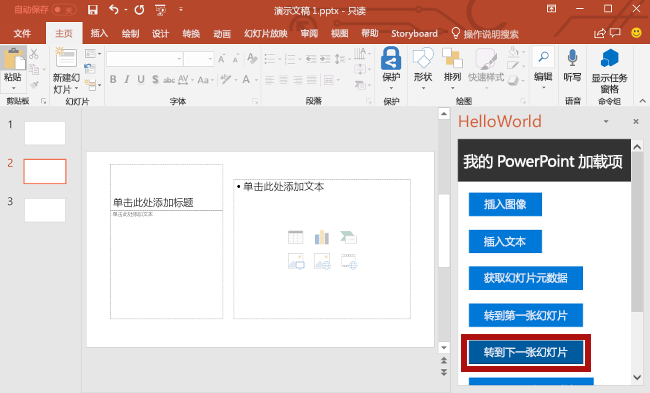 自动保存
演示文稿 1.pptx - 只读
文件 主页 插入 绘制 设计 转换 动画 幻灯片放映 审阅 视图 帮助 Storyboard 操作说明搜索
粘贴
新建幻灯片
B I U S abc AV Aa A
保护
形状
排列
快速样式
编辑
听写
显示任务窗格
剪贴板 幻灯片 字体 段落 保护 绘图 语音 命令组
1
2
3
单击此处添加标题
单击此处添加文本
• 单击此处添加文本
HelloWorld
我的 PowerPoint 加载项
插入图像
插入文本
获取幻灯片元数据
转到第一张幻灯片
转到下一张幻灯片